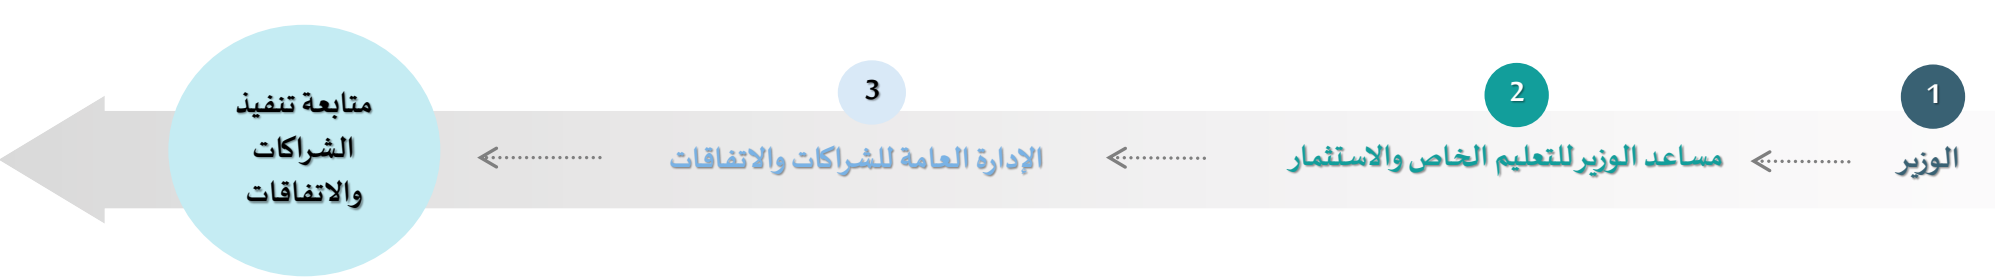 1
الوزير
2
مساعد الوزير للتعليم الخاص والاستثمار
3
الإدارة العامة للشراكات والاتفاقات
متابعة تنفيذ
الشراكات
والاتفاقات